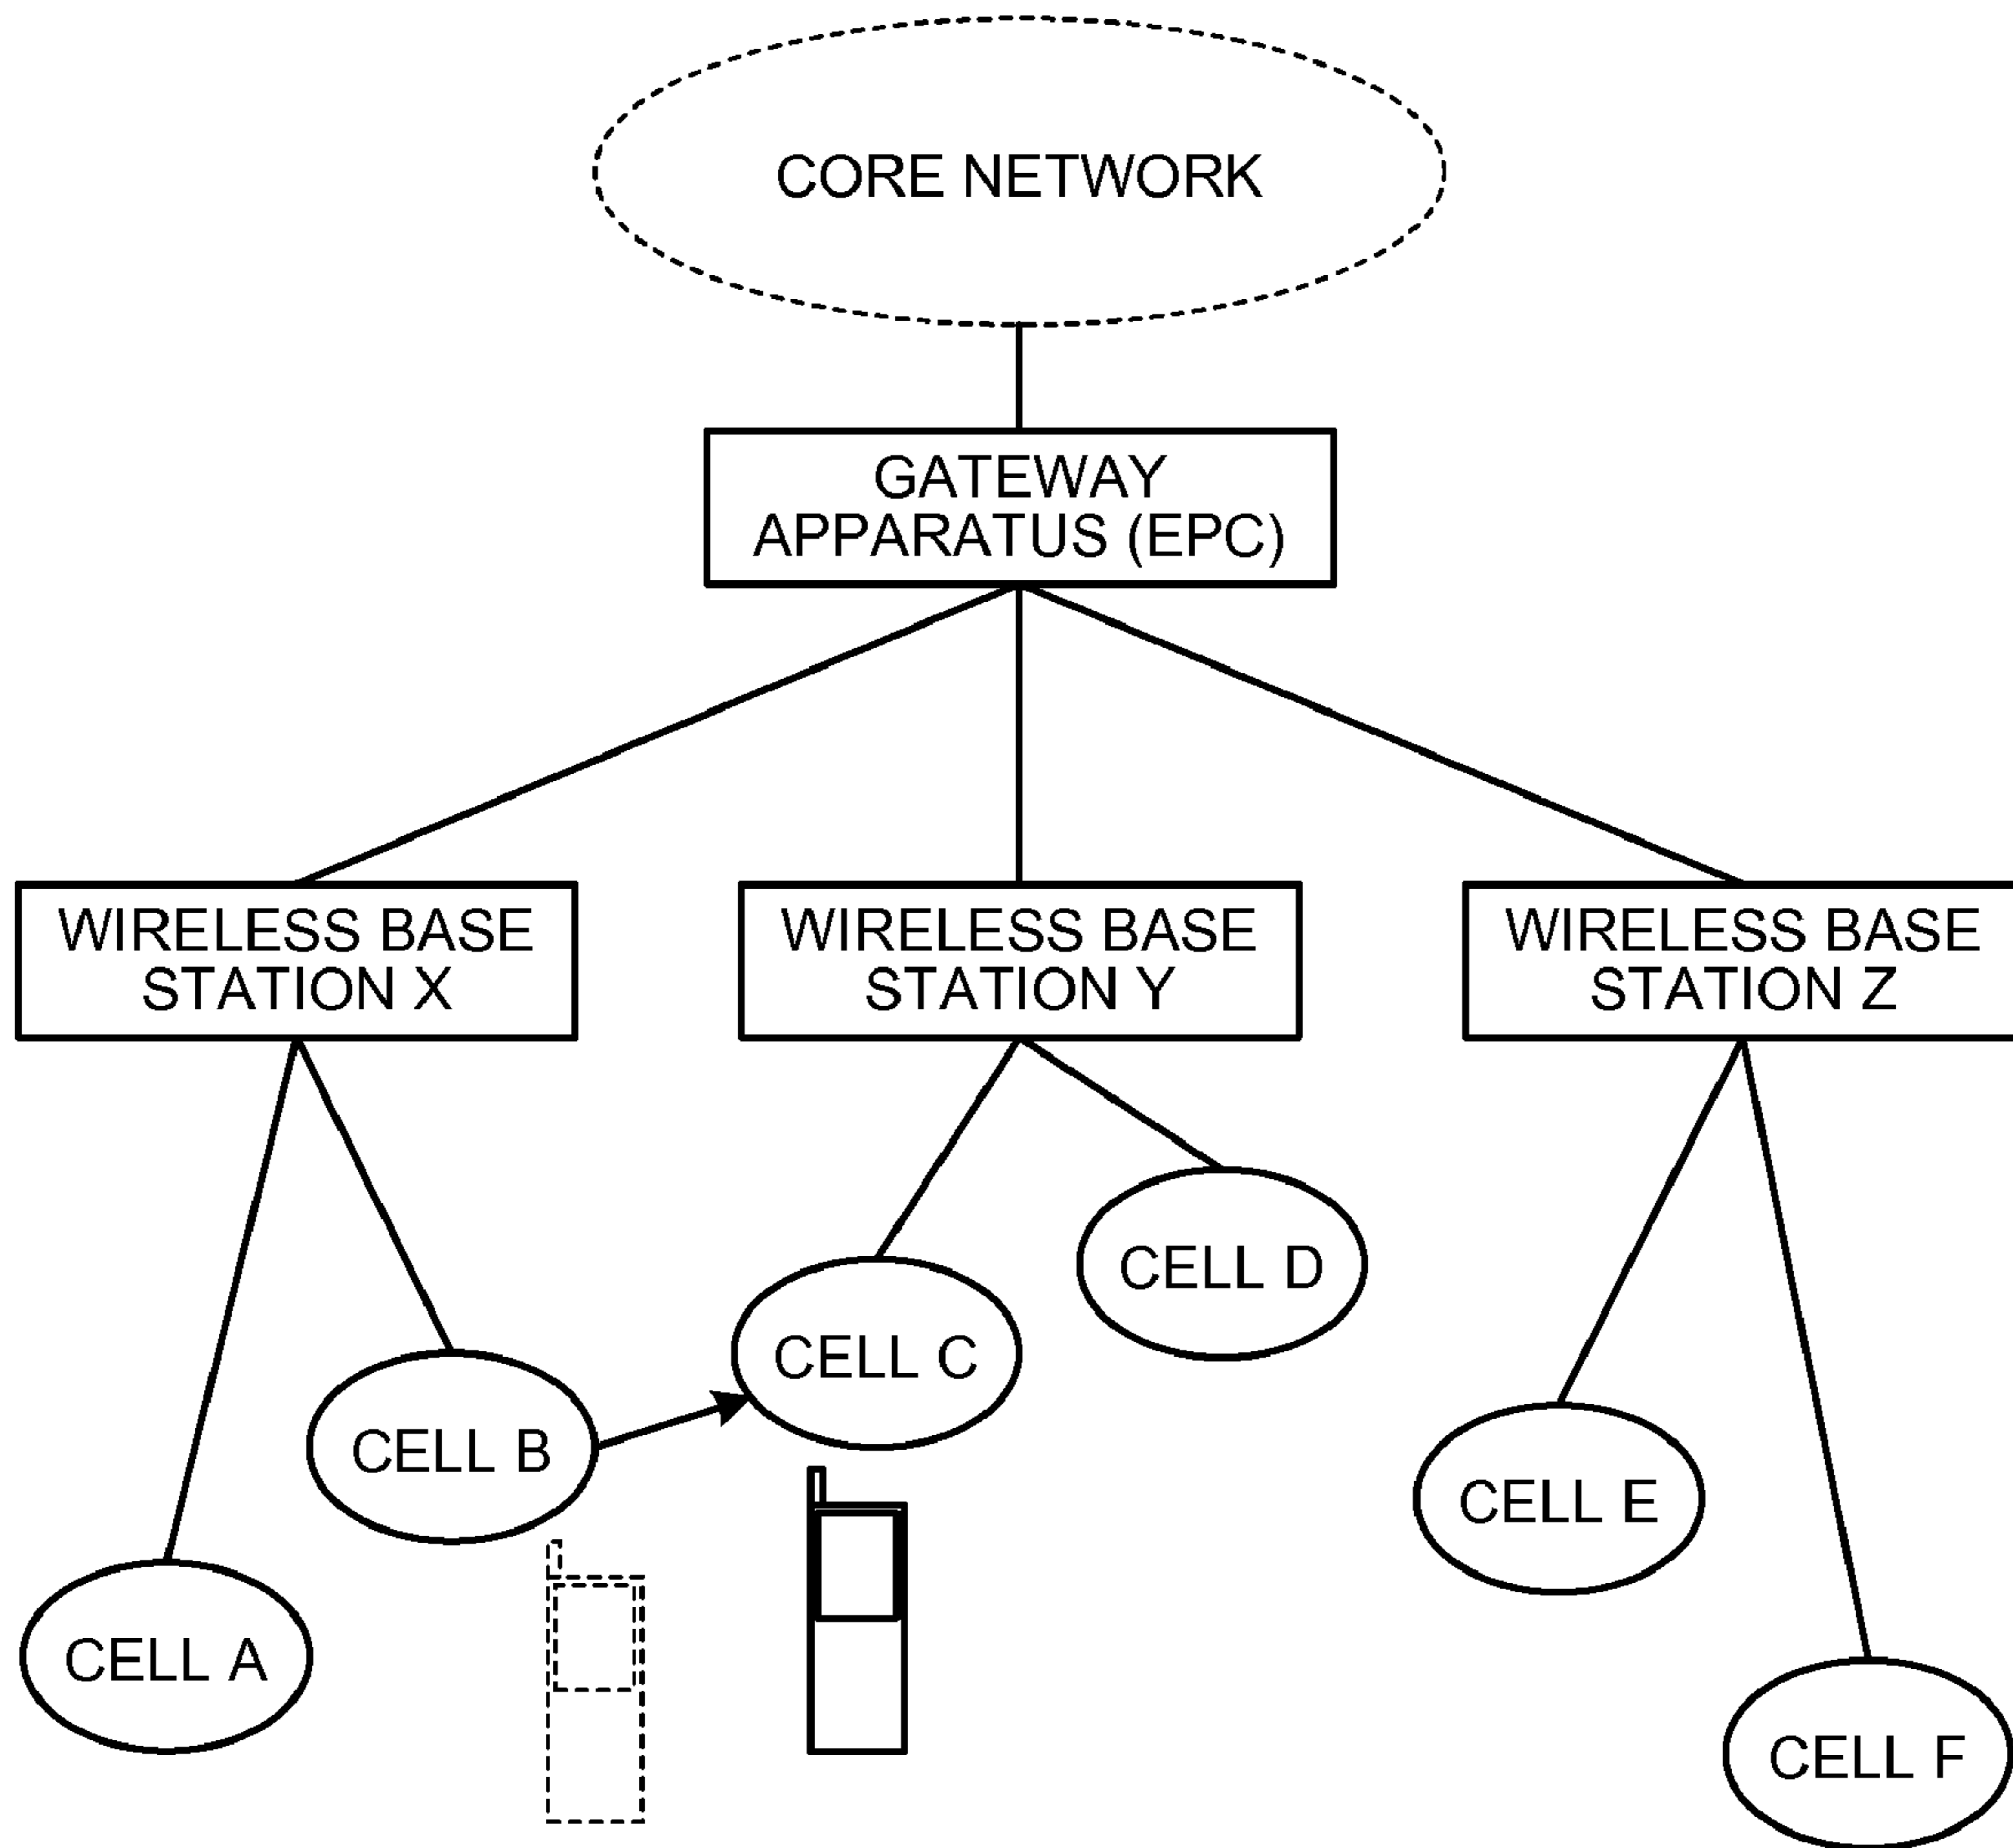 CORE NETWORK
GATEWAY
APPARATUS (EPC)
WIRELESS BASE
STATION X
WIRELESS BASE
STATION Y
WIRELESS BASE
STATION Z
CELL D
CELL C
CELL B
CELL E
CELL A
CELL F